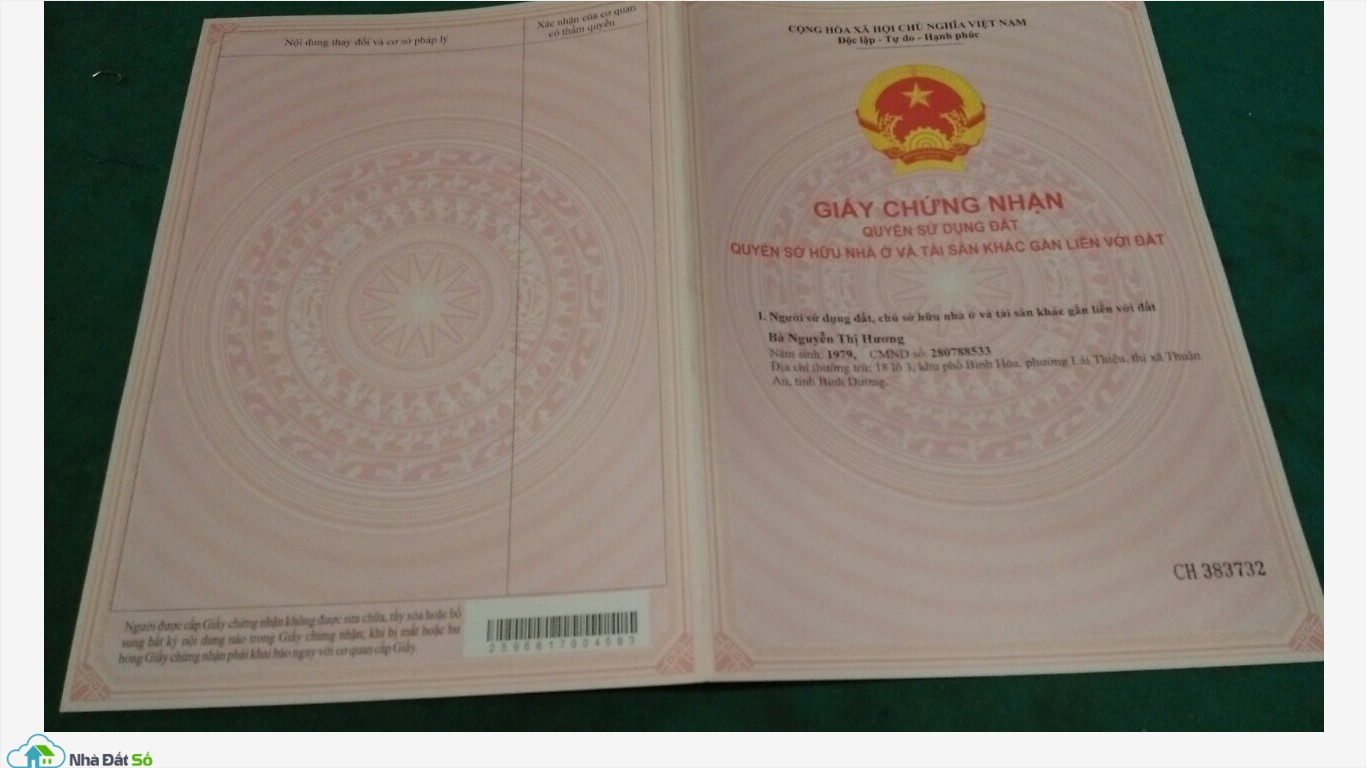 Nội dung thay đổi và cơ sở pháp lý
Xác nhận của cơ quan
có thẩm quyền
Người được cấp Giấy chứng nhận không được sửa chữa, tẩy xóa hoặc bổ
sung bất kỳ nội dung nào trong Giấy chứng nhận; khi bị mất hoặc hư
hỏng Giấy chứng nhận phải khai báo ngay với cơ quan cấp Giấy.
2596617004083
CỘNG HÒA XÃ HỘI CHỦ NGHĨA VIỆT NAM
Độc lập - Tự do - Hạnh phúc
GIẤY CHỨNG NHẬN
QUYỀN SỬ DỤNG ĐẤT
QUYỀN SỞ HỮU NHÀ Ở VÀ TÀI SẢN KHÁC GẮN LIỀN VỚI ĐẤT
I. Người sử dụng đất, chủ sở hữu nhà ở và tài sản khác gắn liền với đất
Bà Nguyễn Thị Hương
Năm sinh: 1979, CMND số: 280788533
Địa chỉ thường trú: 18 lô 3, khu phố Bình Hòa, phường Lái Thiêu, thị xã Thuận
An, tỉnh Bình Dương.
CH 383732
Nhà Đất Số